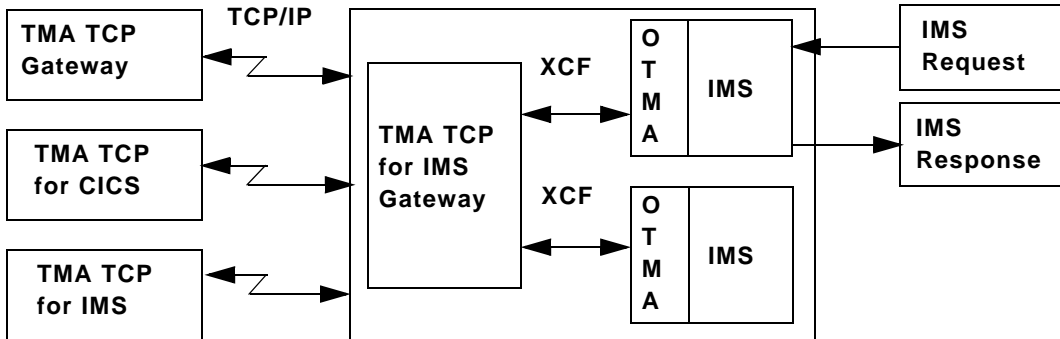 TMA TCP
Gateway
TCP/IP
TMA TCP
for CICS
TMA TCP
for IMS
TMA TCP
for IMS
Gateway
XCF
O
T
M
A
IMS
XCF
O
T
M
A
IMS
IMS
Request
IMS
Response